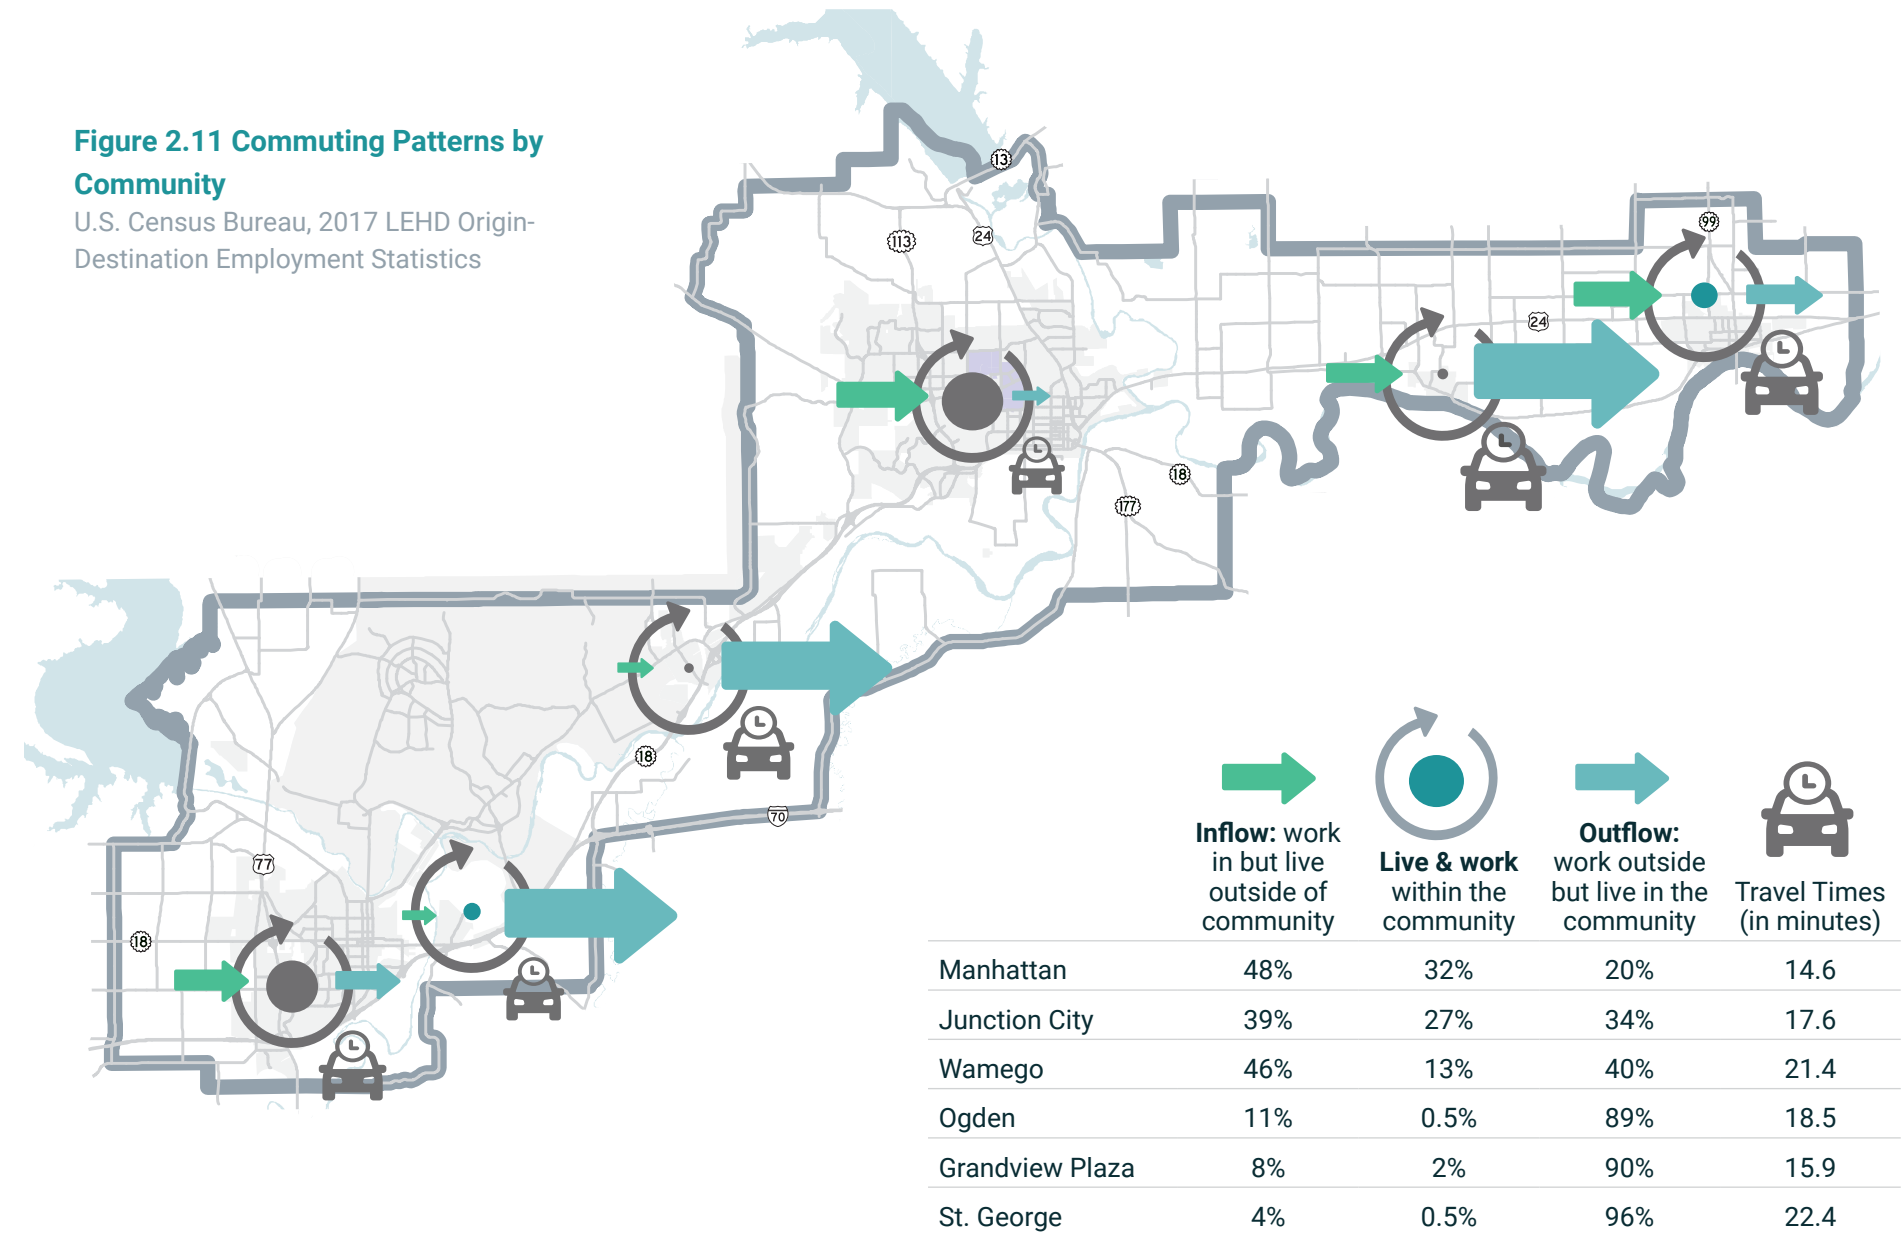 Figure 2.11 Commuting Patterns by
Community
U.S. Census Bureau, 2017 LEHD Origin-
Destination Employment Statistics
13
113
24
99
24
18
177
18
70
77
18
Inflow: work
in but live
outside of
community
Live & work
within the
community
Outflow:
work outside
but live in the
community
Travel Times
(in minutes)
Manhattan 48% 32% 20% 14.6
Junction City 39% 27% 34% 17.6
Wamego 46% 13% 40% 21.4
Ogden 11% 0.5% 89% 18.5
Grandview Plaza 8% 2% 90% 15.9
St. George 4% 0.5% 96% 22.4